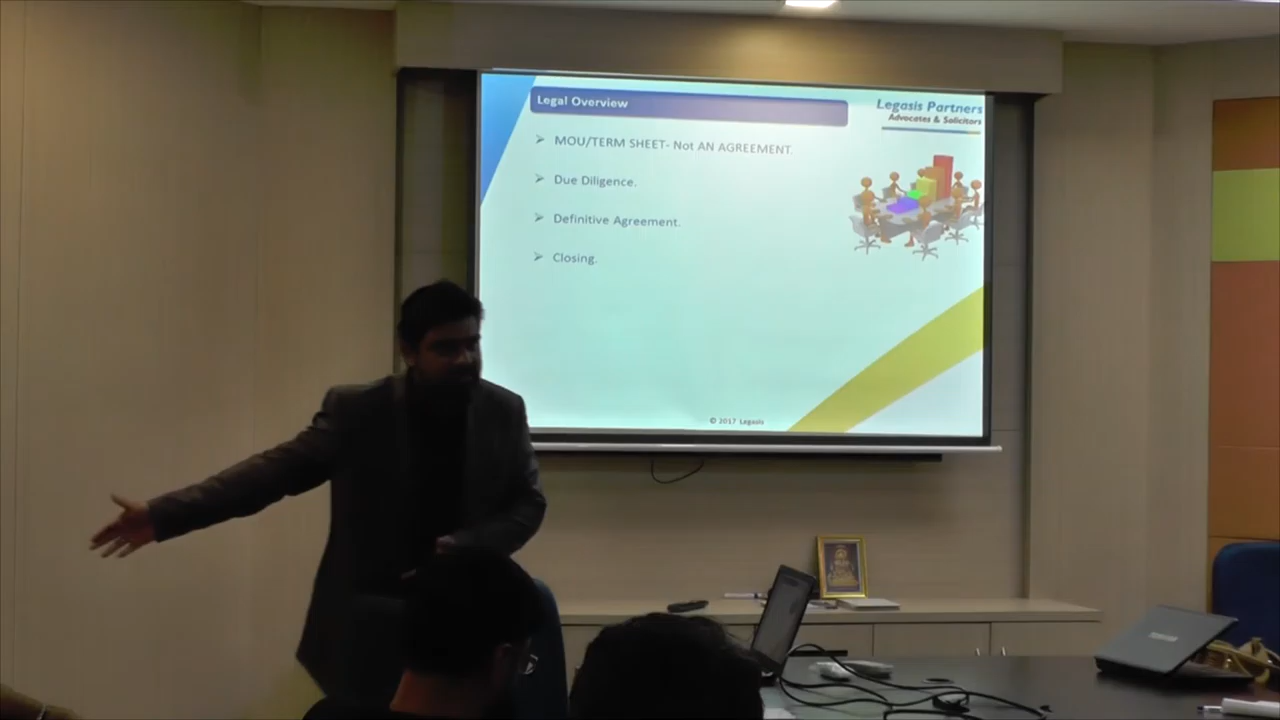 Legal Overview
Legasis Partners
Advocates & Solicitors
MOU/TERM SHEET- Not AN AGREEMENT.
Due Diligence.
Definitive Agreement.
Closing.
© 2017 Legasis